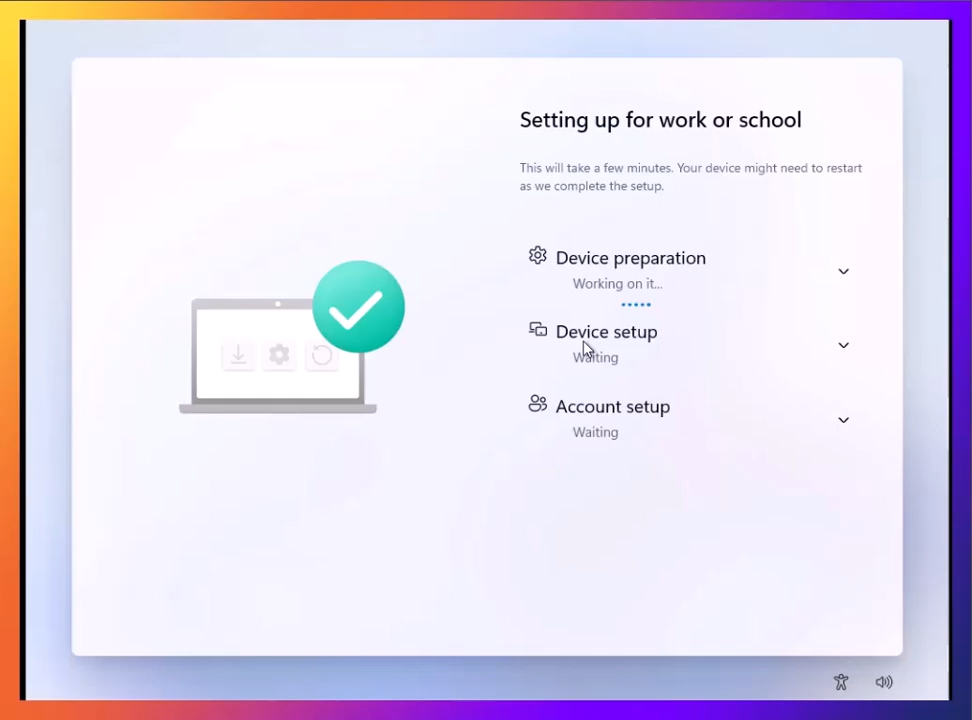 Setting up for work or school
This will take a few minutes. Your device might need to restart
as we complete the setup.
Device preparation
Working on it...
Device setup
Waiting
Account setup
Waiting